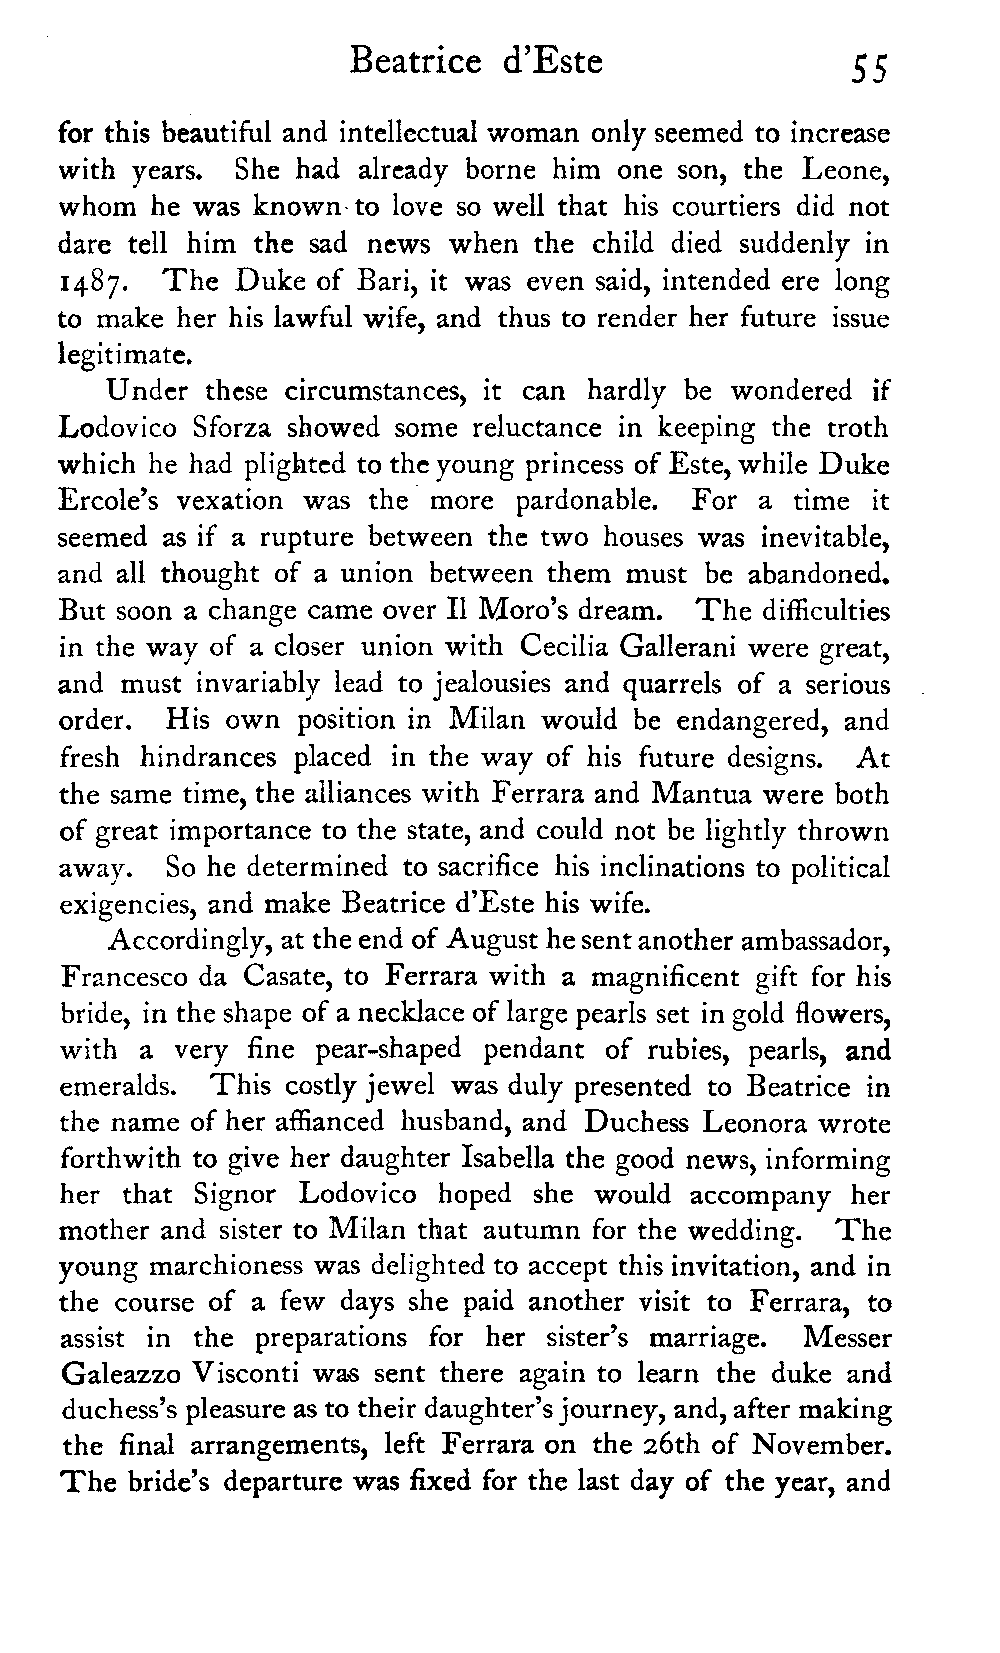 Beatrice d'Este 55
for this beautiful and intellectual woman only seemed to increase
with years. She had already borne him one son, the Leone,
whom he was known to love so well that his courtiers did not
dare tell him the sad news when the child died suddenly in
1487. The Duke of Bari, it was even said, intended ere long
to make her his lawful wife, and thus to render her future issue
legitimate.
Under these circumstances, it can hardly be wondered if
Lodovico Sforza showed some reluctance in keeping the troth
which he had plighted to the young princess of Este, while Duke
Ercole's vexation was the more pardonable. For a time it
seemed as if a rupture between the two houses was inevitable,
and all thought of a union between them must be abandoned.
But soon a change came over Il Moro's dream. The difficulties
in the way of a closer union with Cecilia Gallerani were great,
and must invariably lead to jealousies and quarrels of a serious
order. His own position in Milan would be endangered, and
fresh hindrances placed in the way of his future designs. At
the same time, the alliances with Ferrara and Mantua were both
of great importance to the state, and could not be lightly thrown
away. So he determined to sacrifice his inclinations to political
exigencies, and make Beatrice d'Este his wife.
Accordingly, at the end of August he sent another ambassador,
Francesco da Casate, to Ferrara with a magnificent gift for his
bride, in the shape of a necklace of large pearls set in gold flowers,
with a very fine pear-shaped pendant of rubies, pearls, and
emeralds. This costly jewel was duly presented to Beatrice in
the name of her affianced husband, and Duchess Leonora wrote
forthwith to give her daughter Isabella the good news, informing
her that Signor Lodovico hoped she would accompany her
mother and sister to Milan that autumn for the wedding. The
young marchioness was delighted to accept this invitation, and in
the course of a few days she paid another visit to Ferrara, to
assist in the preparations for her sister's marriage. Messer
Galeazzo Visconti was sent there again to learn the duke and
duchess's pleasure as to their daughter's journey, and, after making
the final arrangements, left Ferrara on the 26th of November.
The bride's departure was fixed for the last day of the year, and